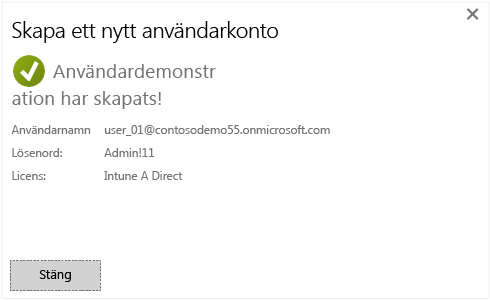 Skapa ett nytt användarkonto
Användardemonstr
ation har skapats!
Användarnamn user_01@contosodemo55.onmicrosoft.com
Lösenord: Admin!11
Licens: Intune A Direct
Stäng